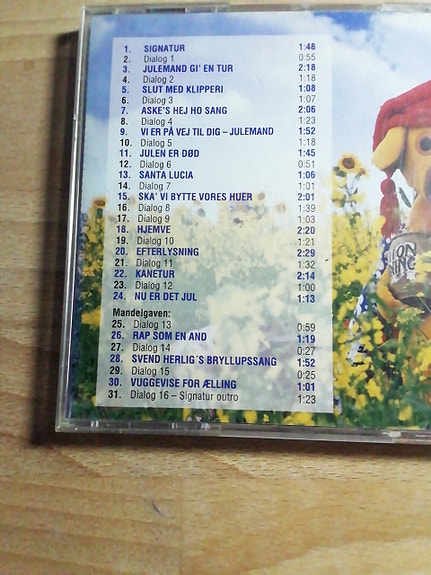 1. SIGNATUR 1:48
2. Dialog 1 0:55
3. JULEMAND GI' EN TUR 2:18
4. Dialog 2 1:18
5. SLUT MED KLIPPERI 1:08
6. Dialog 3 1:07
7. ASKE'S HEJ HO SANG 2:06
8. Dialog 4 1:23
9. VI ER PÅ VEJ TIL DIG – JULEMAND 1:52
10. Dialog 5 1:18
11. JULEN ER DØD 1:45
12. Dialog 6 0:51
13. SANTA LUCIA 1:06
14. Dialog 7 1:01
15. SKA' VI BYTTE VORES HUER 2:01
16. Dialog 8 1:39
17. Dialog 9 1:03
18. HJEMVE 2:20
19. Dialog 10 1:21
20. EFTERLYSNING 2:29
21. Dialog 11 1:32
22. KANETUR 2:14
23. Dialog 12 1:00
24. NU ER DET JUL 1:13
Mandelgaven:
25. Dialog 13 0:59
26. RAP SOM EN AND 1:19
27. Dialog 14 0:27
28. SVEND HERLIG´S BRYLLUPSSANG 1:52
29. Dialog 15 0:25
30. VUGGEVISE FOR ÆLLING 1:01
31. Dialog 16 – Signatur outro 1:23